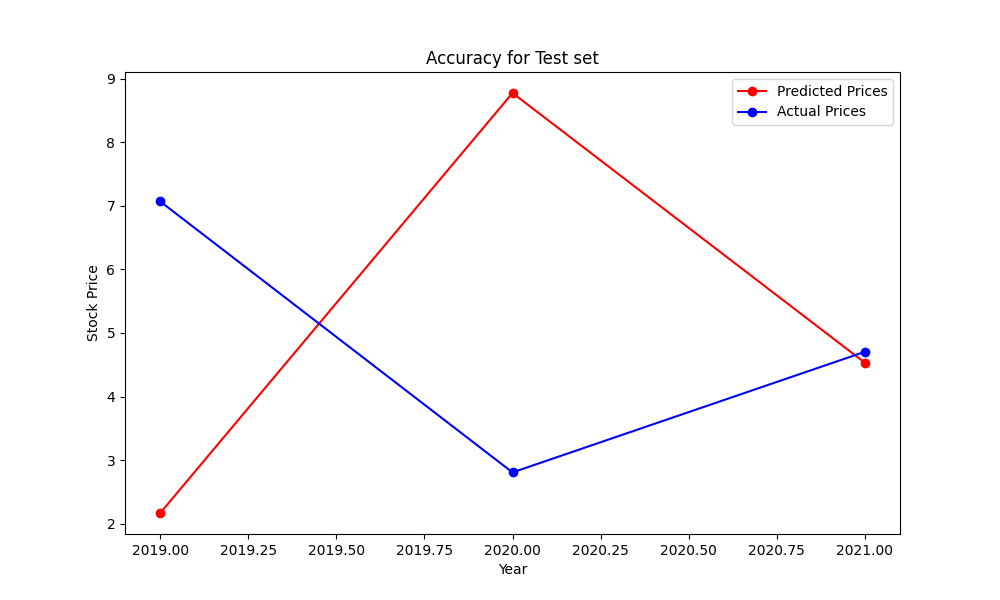 Accuracy for Test set
Predicted Prices
Actual Prices
Stock Price
9
8
7
6
5
4
3
2
2019.00 2019.25 2019.50 2019.75 2020.00 2020.25 2020.50 2020.75 2021.00
Year